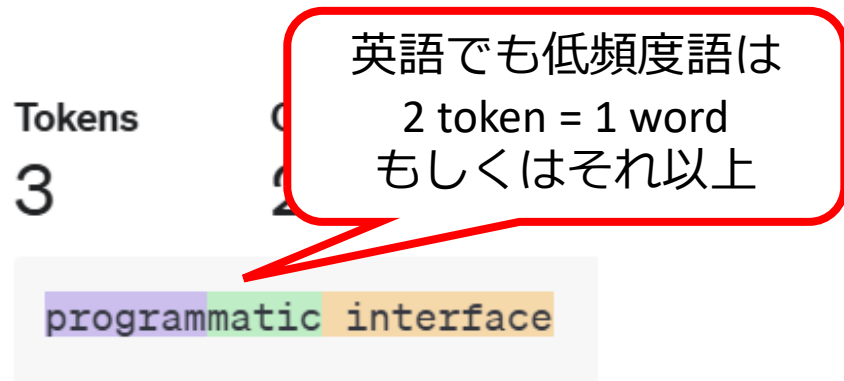 英語でも低頻度語は
2 token = 1 word
もしくはそれ以上
Tokens
3
programmatic interface